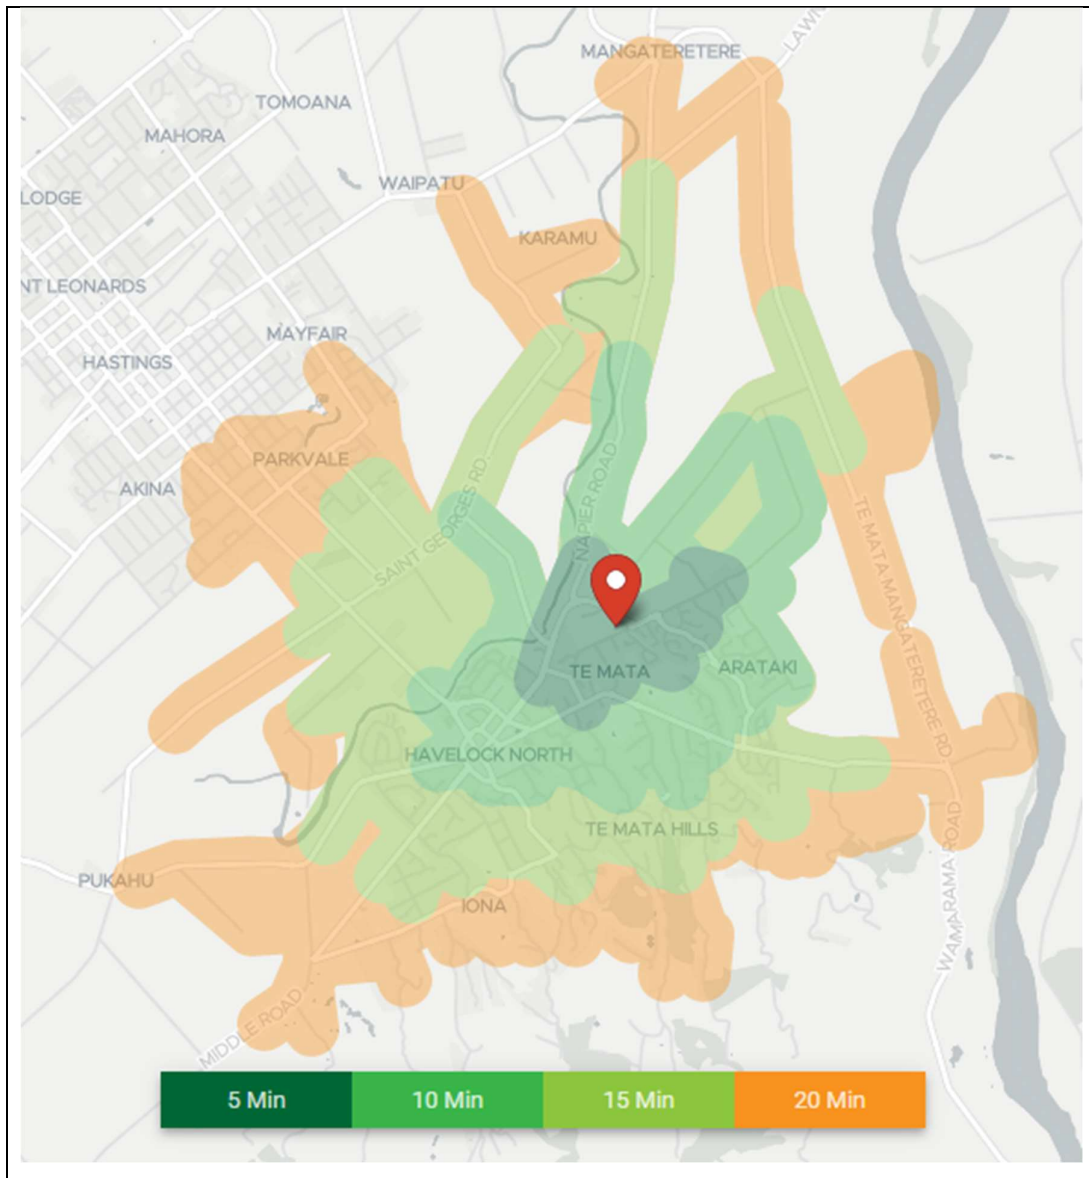 MANGATERETERE
LAWN
TOMOANA
MAHORA
WAIPATU
LODGE
KARAMU
NT LEONARDS
MAYFAIR
HASTINGS
PARKVALE
AKINA
SAINT GEORGES RD.
NAPIER ROAD
TE MATA MANGATERETERE RD
TE MATA
ARATAKI
HAVELOCK NORTH
TE MATA HILLS
PUKAHU
IONA
WAMARAMA ROAD
MIDDLE ROAD
5 Min
10 Min
15 Min
20 Min